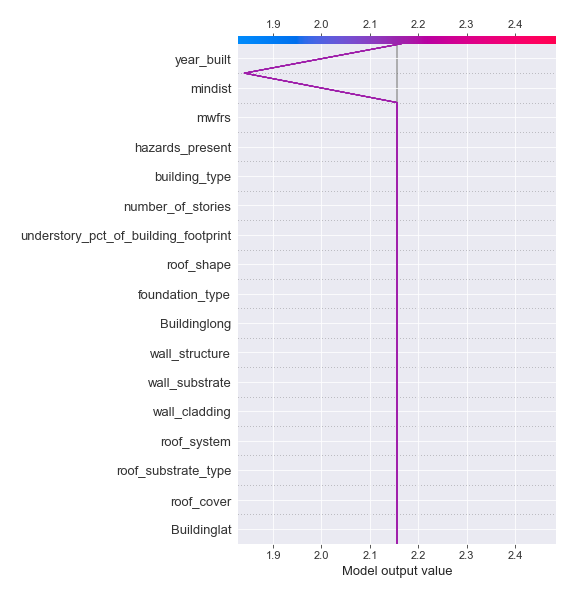 1.9 2.0 2.1 2.2 2.3 2.4
year_built
mindist
mwfrs
hazards_present
building_type
number_of_stories
understory_pct_of_building_footprint
roof_shape
foundation_type
Buildinglong
wall_structure
wall_substrate
wall_cladding
roof_system
roof_substrate_type
roof_cover
Buildinglat
1.9 2.0 2.1 2.2 2.3 2.4
Model output value